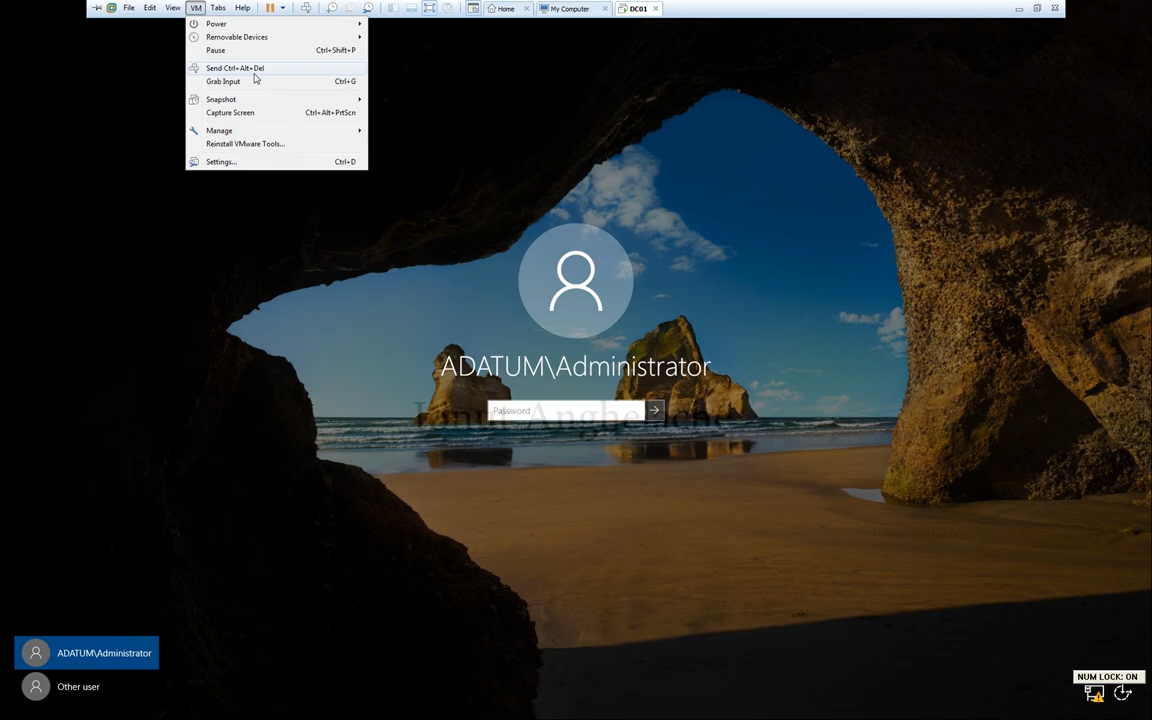 File Edit View VM Tabs Help Home My Computer DC01
Power
Removable Devices
Pause Ctrl+Shift+P
Send Ctrl+Alt+Del
Grab Input Ctrl+G
Snapshot
Capture Screen Ctrl+Alt+PrtScn
Manage
Reinstall VMware Tools...
Settings... Ctrl+D
ADATUM\Administrator
Password
ADATUM\Administrator
Other user
NUM LOCK: ON